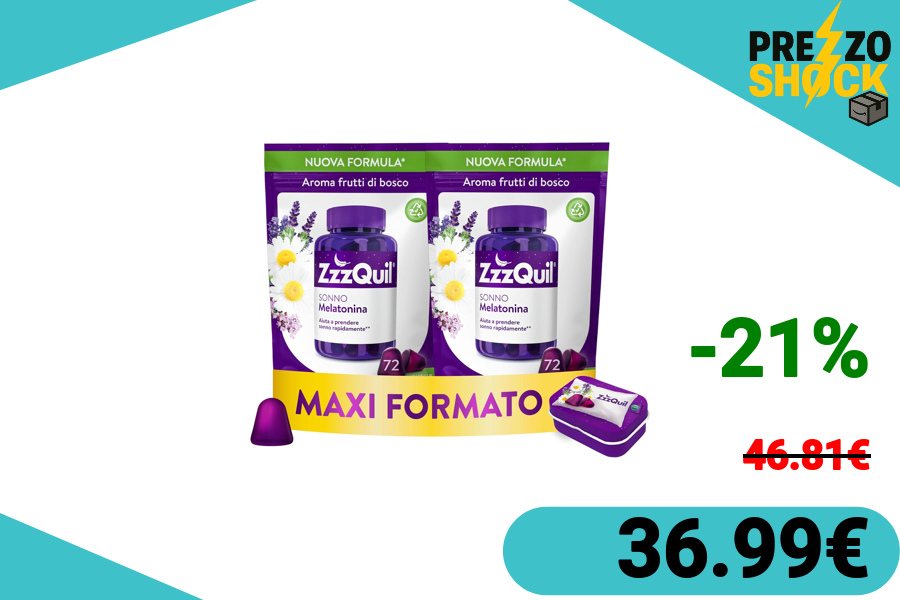 PREZZO
SHOCK
NUOVA FORMULA*
Aroma frutti di bosco
ZzzQuil®
SONNO
Melatonina
Aiuta a prendere
sonno rapidamente**
72
NUOVA FORMULA*
Aroma frutti di bosco
ZzzQuil®
SONNO
Melatonina
Aiuta a prendere
sonno rapidamente**
72
MAXI FORMATO
ZzzQuil
-21%
46.81€
36.99€